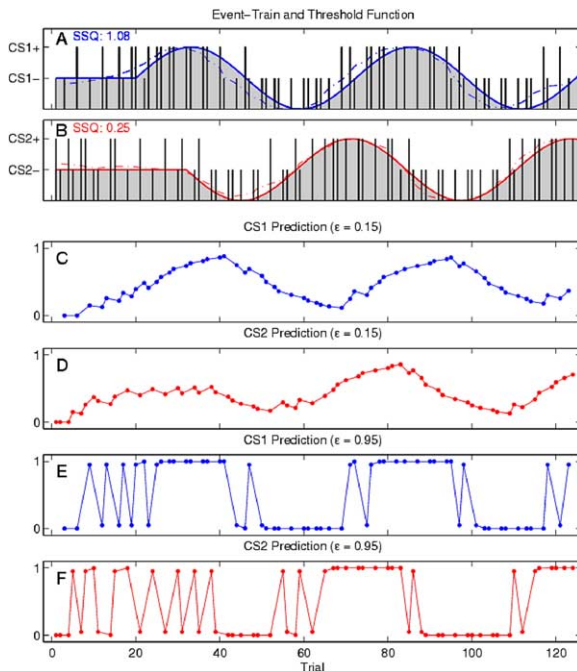 Event-Train and Threshold Function
A
SSQ: 1.08
CS1+
CS1-
B
SSQ: 0.25
CS2+
CS2-
CS1 Prediction (ε = 0.15)
C
1
0
CS2 Prediction (ε = 0.15)
D
1
0
CS1 Prediction (ε = 0.95)
E
1
0
CS2 Prediction (ε = 0.95)
F
1
0
0 20 40 60 80 100 120
Trial